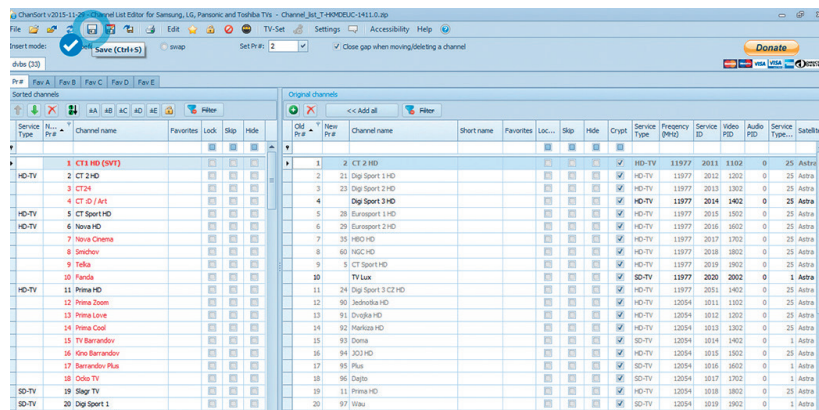 ChanSort v2015-11-29 - Channel List Editor for Samsung, LG, Pansonic and Toshiba TVs - Channel_list_T-HKMDEUC-1411.0.zip
File Edit TV-Set Settings Accessibility Help
Insert mode: swap Set Pr#: 2 Close gap when moving/deleting a channel Donate
Save (Ctrl+S)
dvbs (33) VISA VISA
Pr# Fav A Fav B Fav C Fav D Fav E
Sorted channels Original channels
#A #B #C #D #E Filter << Add all Filter
Service Type N... Pr# Channel name Favorites Lock Skip Hide Old Pr# New Pr# Channel name Short name Favorites Loc... Skip Hide Crypt Service Type Freqency (MHz) Service ID Video PID Audio PID Service Type... Satellite
1 CT1 HD (SVT) 1 2 CT 2 HD HD-TV 11977 2011 1102 0 25 Astra
HD-TV 2 CT 2 HD 2 21 Digi Sport 1 HD HD-TV 11977 2012 1202 0 25 Astra
3 CT24 3 23 Digi Sport 2 HD HD-TV 11977 2013 1302 0 25 Astra
4 CT :D / Art 4 Digi Sport 3 HD HD-TV 11977 2014 1402 0 25 Astra
HD-TV 5 CT Sport HD 5 28 Eurosport 1 HD HD-TV 11977 2015 1502 0 25 Astra
HD-TV 6 Nova HD 6 29 Eurosport 2 HD HD-TV 11977 2016 1602 0 25 Astra
7 Nova Cinema 7 35 HBO HD HD-TV 11977 2017 1702 0 25 Astra
8 Smichov 8 60 NGC HD HD-TV 11977 2018 1802 0 25 Astra
9 Telka 9 5 CT Sport HD HD-TV 11977 2019 1902 0 25 Astra
10 Fanda 10 TV Lux SD-TV 11977 2020 2002 0 1 Astra
HD-TV 11 Prima HD 11 24 Digi Sport 3 CZ HD HD-TV 11977 2051 1402 0 25 Astra
12 Prima Zoom 12 90 Jednotka HD HD-TV 12054 1011 1102 0 25 Astra
13 Prima Love 13 91 Dvojka HD HD-TV 12054 1012 1202 0 25 Astra
14 Prima Cool 14 92 Markiza HD HD-TV 12054 1013 1302 0 25 Astra
15 TV Barrandov 15 93 Doma SD-TV 12054 1014 1402 0 1 Astra
16 Kino Barrandov 16 94 JOJ HD HD-TV 12054 1015 1502 0 25 Astra
17 Barrandov Plus 17 95 Plus SD-TV 12054 1016 1602 0 1 Astra
18 Ocko TV 18 96 Dajto SD-TV 12054 1017 1702 0 1 Astra
SD-TV 19 Slagr TV 19 11 Prima HD HD-TV 12054 1018 1802 0 25 Astra
SD-TV 20 Digi Sport 1 20 97 Wau SD-TV 12054 1019 1902 0 1 Astra